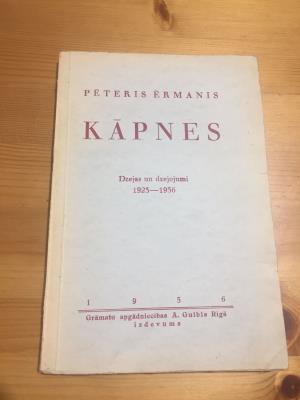 PĒTERIS ĒRMANIS
KĀPNES
Dzejas un dzejojumi
1925—1936
1 9 3 6
Grāmatu apgādniecības A. Gulbis Rīgā
izdevums